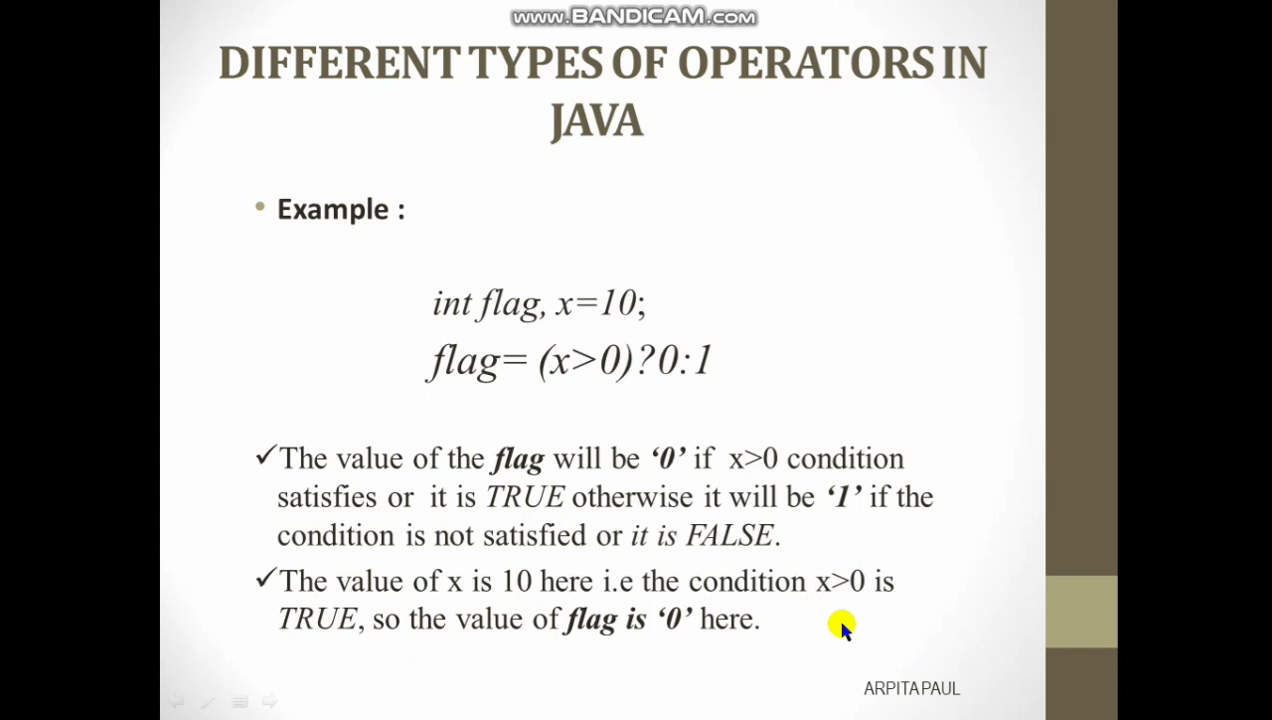 www.BANDICAM.com
DIFFERENT TYPES OF OPERATORS IN
JAVA
• Example :
int flag, x=10;
flag= (x>0)?0:1
✓The value of the flag will be ‘0’ if x>0 condition
satisfies or it is TRUE otherwise it will be ‘1’ if the
condition is not satisfied or it is FALSE.
✓The value of x is 10 here i.e the condition x>0 is
TRUE, so the value of flag is ‘0’ here.
ARPITA PAUL